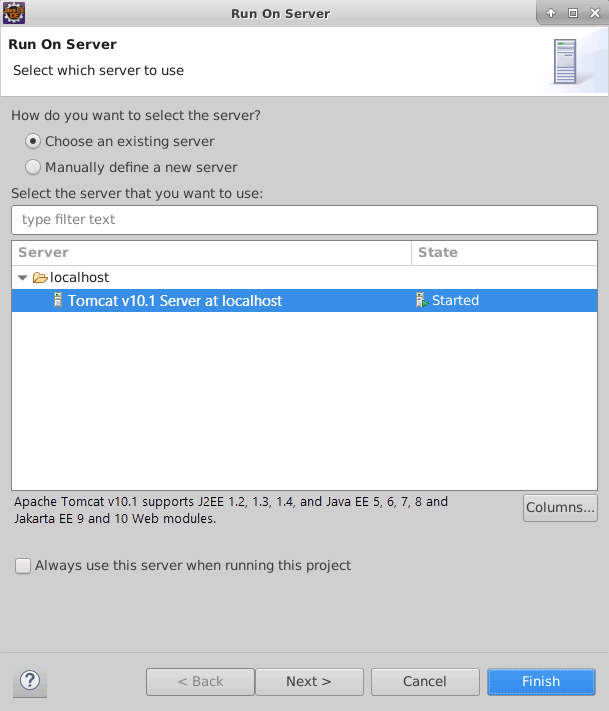 Run On Server
Run On Server
Select which server to use
How do you want to select the server?
Choose an existing server
Manually define a new server
Select the server that you want to use:
type filter text
Server State
localhost
Tomcat v10.1 Server at localhost Started
Apache Tomcat v10.1 supports J2EE 1.2, 1.3, 1.4, and Java EE 5, 6, 7, 8 and
Jakarta EE 9 and 10 Web modules.
Columns...
Always use this server when running this project
? < Back Next > Cancel Finish